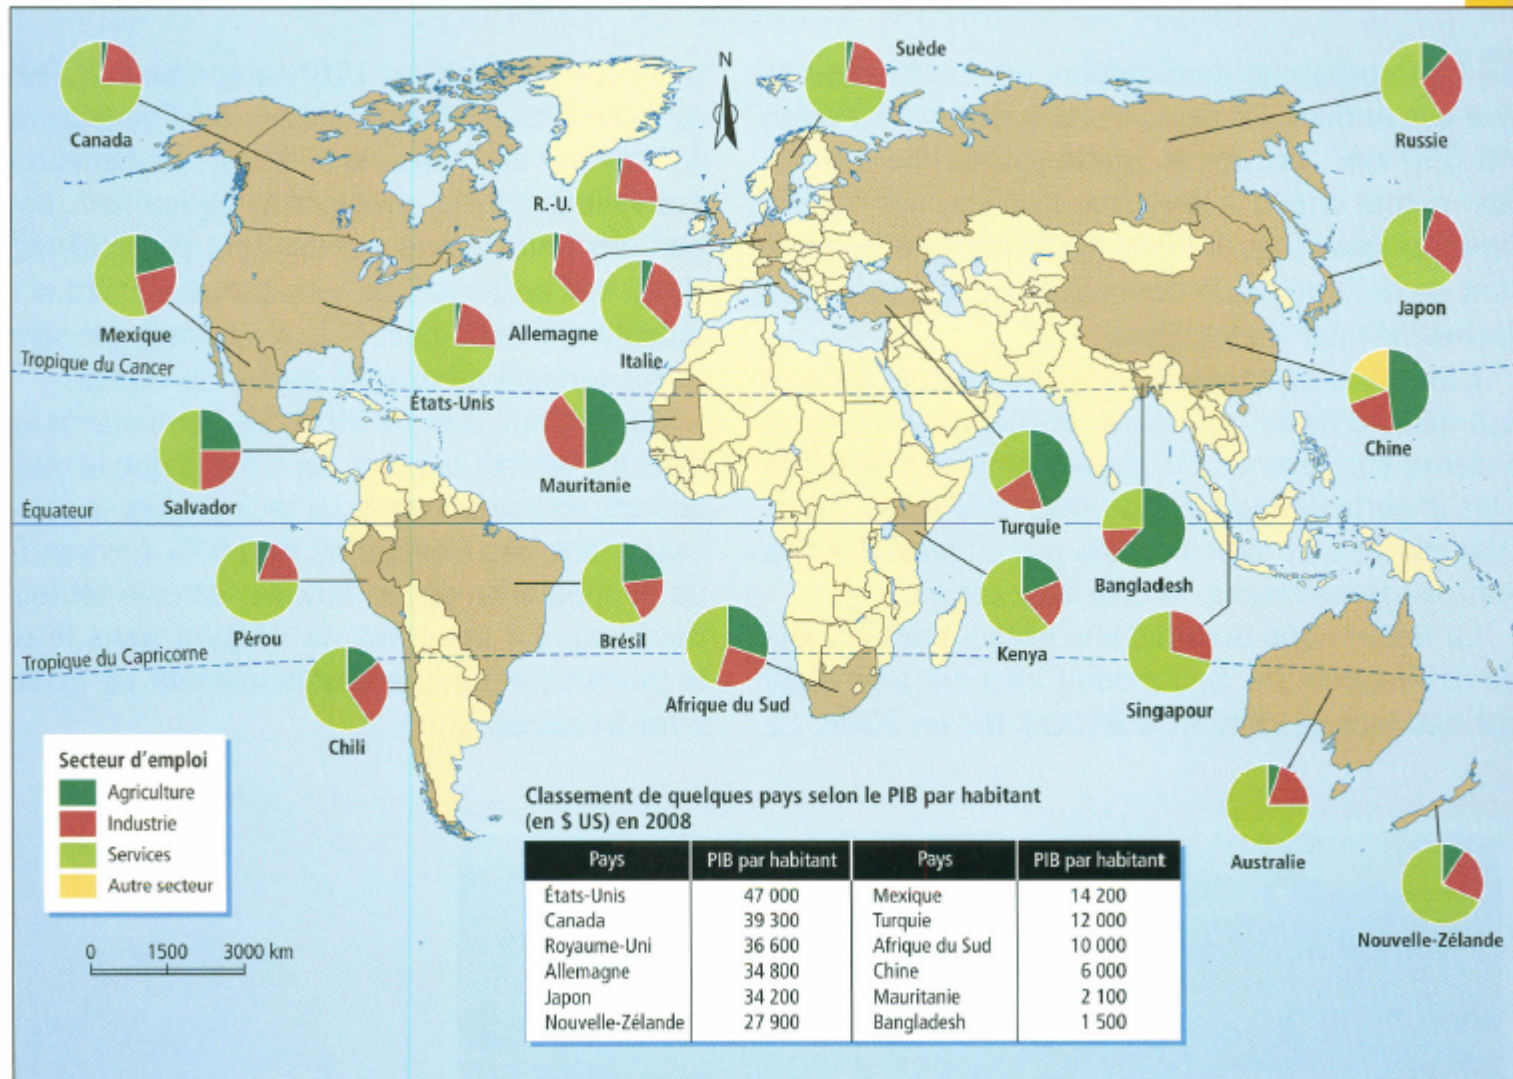 Canada
N
Suède
Russie
R.-U.
Mexique
Allemagne
Italie
Japon
Tropique du Cancer
États-Unis
Chine
Mauritanie
Salvador
Équateur
Turquie
Bangladesh
Pérou
Brésil
Kenya
Tropique du Capricorne
Afrique du Sud
Singapour
Chili
Australie
Nouvelle-Zélande
Secteur d'emploi
Agriculture
Industrie
Services
Autre secteur
0 1500 3000 km
Classement de quelques pays selon le PIB par habitant
(en $ US) en 2008
Pays PIB par habitant Pays PIB par habitant
États-Unis 47 000 Mexique 14 200
Canada 39 300 Turquie 12 000
Royaume-Uni 36 600 Afrique du Sud 10 000
Allemagne 34 800 Chine 6 000
Japon 34 200 Mauritanie 2 100
Nouvelle-Zélande 27 900 Bangladesh 1 500